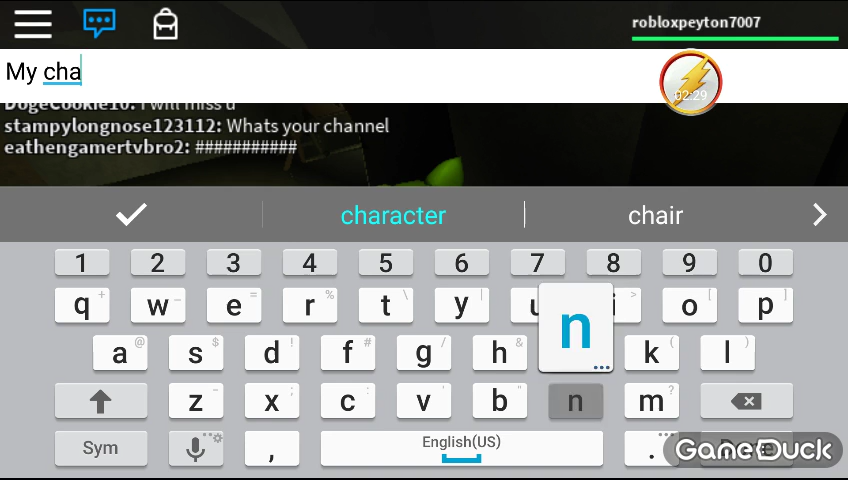 robloxpeyton7007
My cha
02:29
DogeCookie10: I will miss u
stampylongnose123112: Whats your channel
eathengamertvbro2: ###########
character chair
1 2 3 4 5 6 7 8 9 0
q + w _ e = r % t \ y | u i > o [ p ]
n ...
a @ s $ d ! f # g / h & k ( l )
z - x ; c : v ' b " n m ?
Sym , English(US) .
GameDuck